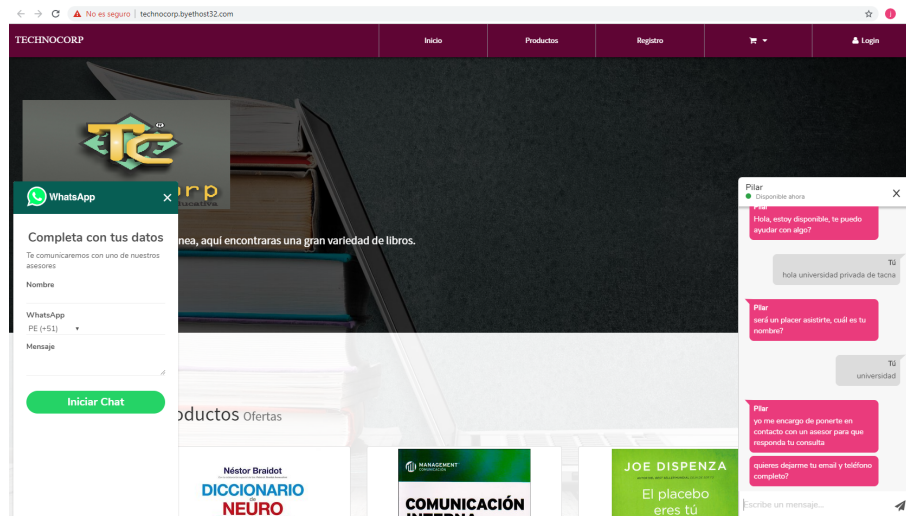 No es seguro | technocorp.byethost32.com
TECHNOCORP
Inicio
Productos
Registro
Login
TC
rp
WhatsApp
Completa con tus datos
Te comunicaremos con uno de nuestros
asesores
Nombre
WhatsApp
PE (+51)
Mensaje
Iniciar Chat
nea, aquí encontraras una gran variedad de libros.
oductos Ofertas
Néstor Braidot
DICCIONARIO
de
NEURO
MANAGEMENT
COMUNICACIÓN
COMUNICACIÓN
INTERNA
JOE DISPENZA
El placebo
eres tú
Pilar
Disponible ahora
Pilar
Hola, estoy disponible, te puedo
ayudar con algo?
Tú
hola universidad privada de tacna
Pilar
será un placer asistirte, cuál es tu
nombre?
Tú
universidad
Pilar
yo me encargo de ponerte en
contacto con un asesor para que
responda tu consulta
quieres dejarme tu email y teléfono
completo?
Escribe un mensaje...